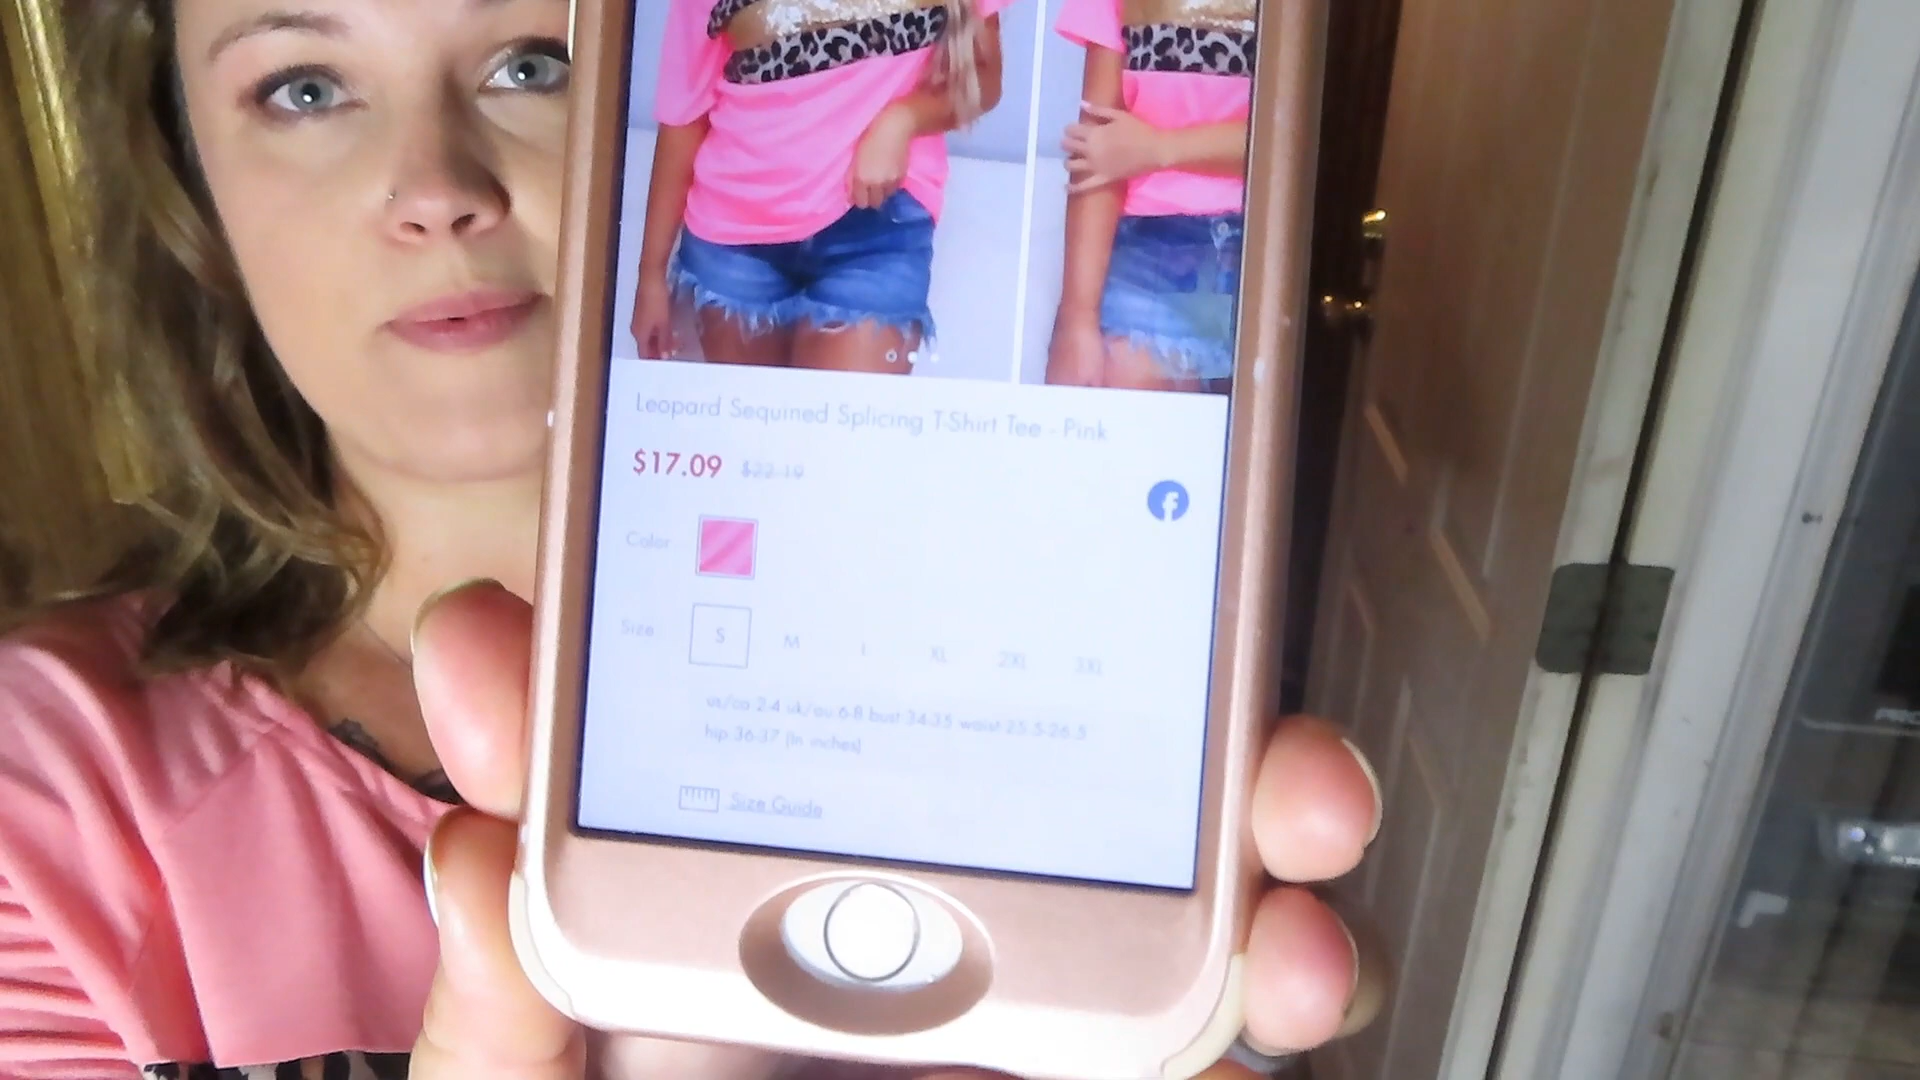 Leopard Sequined Splicing T-Shirt Tee - Pink
$17.09 $22.19
Color
Size S M L XL 2XL 3XL
us/ca 2-4 uk/au 6-8 bust 34-35 waist 25.5-26.5
hip 36-37 (in inches)
Size Guide